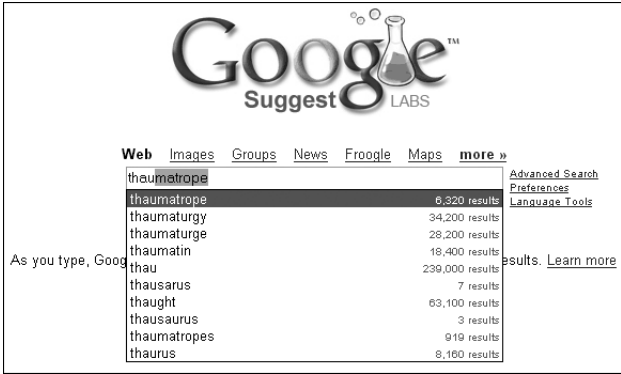 Google™
Suggest LABS
Web Images Groups News Froogle Maps more »
thaumatrope
Advanced Search
Preferences
Language Tools
thaumatrope 6,320 results
thaumaturgy 34,200 results
thaumaturge 28,200 results
thaumatin 18,400 results
thau 239,000 results
thausarus 7 results
thaught 63,100 results
thausaurus 3 results
thaumatropes 919 results
thaurus 8,160 results
As you type, Goog esults. Learn more